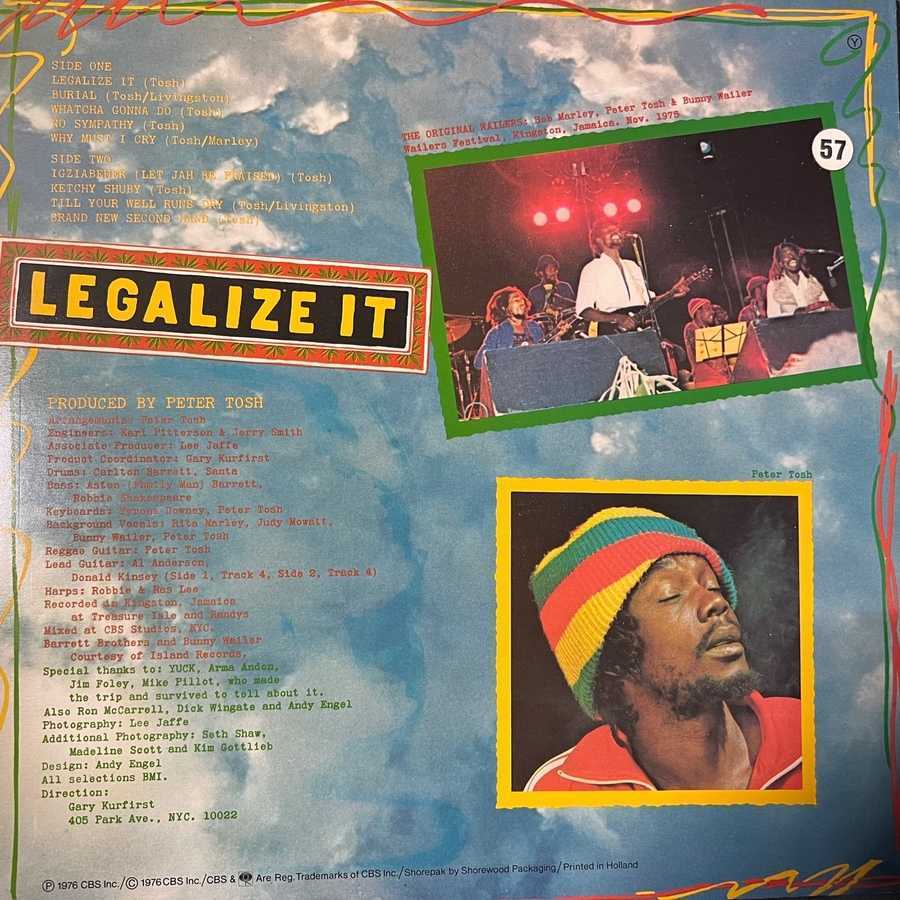 SIDE ONE
LEGALIZE IT (Tosh)
BURIAL (Tosh/Livingston)
WHATCHA GONNA DO (Tosh)
NO SYMPATHY (Tosh)
WHY MUST I CRY (Tosh/Marley)
SIDE TWO
IGZIABEHER (LET JAH BE PRAISED) (Tosh)
KETCHY SHUBY (Tosh)
TILL YOUR WELL RUNS DRY (Tosh/Livingston)
BRAND NEW SECOND HAND (Tosh)
Y
THE ORIGINAL WAILERS: Bob Marley, Peter Tosh & Bunny Wailer
Wailers Festival, Kingston, Jamaica. Nov. 1975
57
LEGALIZE IT
PRODUCED BY PETER TOSH
Arrangements: Peter Tosh
Engineers: Karl Pitterson & Jerry Smith
Associate Producer: Lee Jaffe
Product Coordinator: Gary Kurfirst
Drums: Carlton Barrett, Santa
Bass: Aston (Family Man) Barrett,
Robbie Shakespeare
Keyboards: Tyrone Downey, Peter Tosh
Background Vocals: Rita Marley, Judy Mowatt,
Bunny Wailer, Peter Tosh
Reggae Guitar: Peter Tosh
Lead Guitar: Al Anderson,
Donald Kinsey (Side 1, Track 4, Side 2, Track 4)
Harps: Robbie & Ras Lee
Recorded in Kingston, Jamaica
at Treasure Isle and Randys
Mixed at CBS Studios, NYC.
Barrett Brothers and Bunny Wailer
Courtesy of Island Records.
Special thanks to: YUCK, Arma Andon,
Jim Foley, Mike Pillot, who made
the trip and survived to tell about it.
Also Ron McCarrell, Dick Wingate and Andy Engel
Photography: Lee Jaffe
Additional Photography: Seth Shaw,
Madeline Scott and Kim Gottlieb
Design: Andy Engel
All selections BMI.
Direction:
Gary Kurfirst
405 Park Ave., NYC. 10022
Peter Tosh
Ⓟ 1976 CBS Inc./© 1976 CBS Inc./CBS & Are Reg. Trademarks of CBS Inc./Shorepak by Shorewood Packaging/Printed in Holland